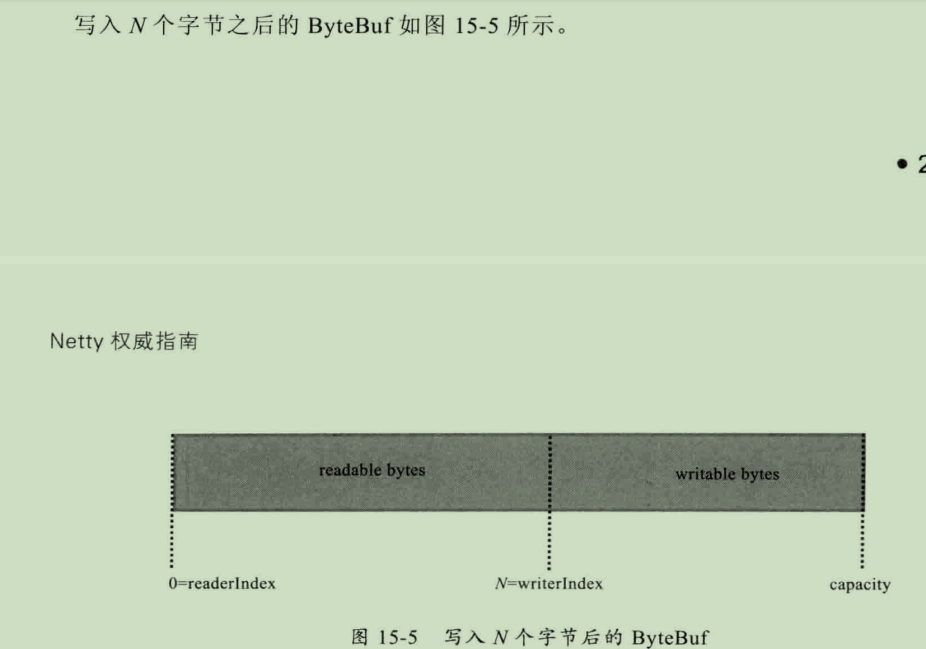 写入 N 个字节之后的 ByteBuf 如图 15-5 所示。
• 2
Netty 权威指南
readable bytes
writable bytes
0=readerIndex
N=writerIndex
capacity
图 15-5 写入 N 个字节后的 ByteBuf